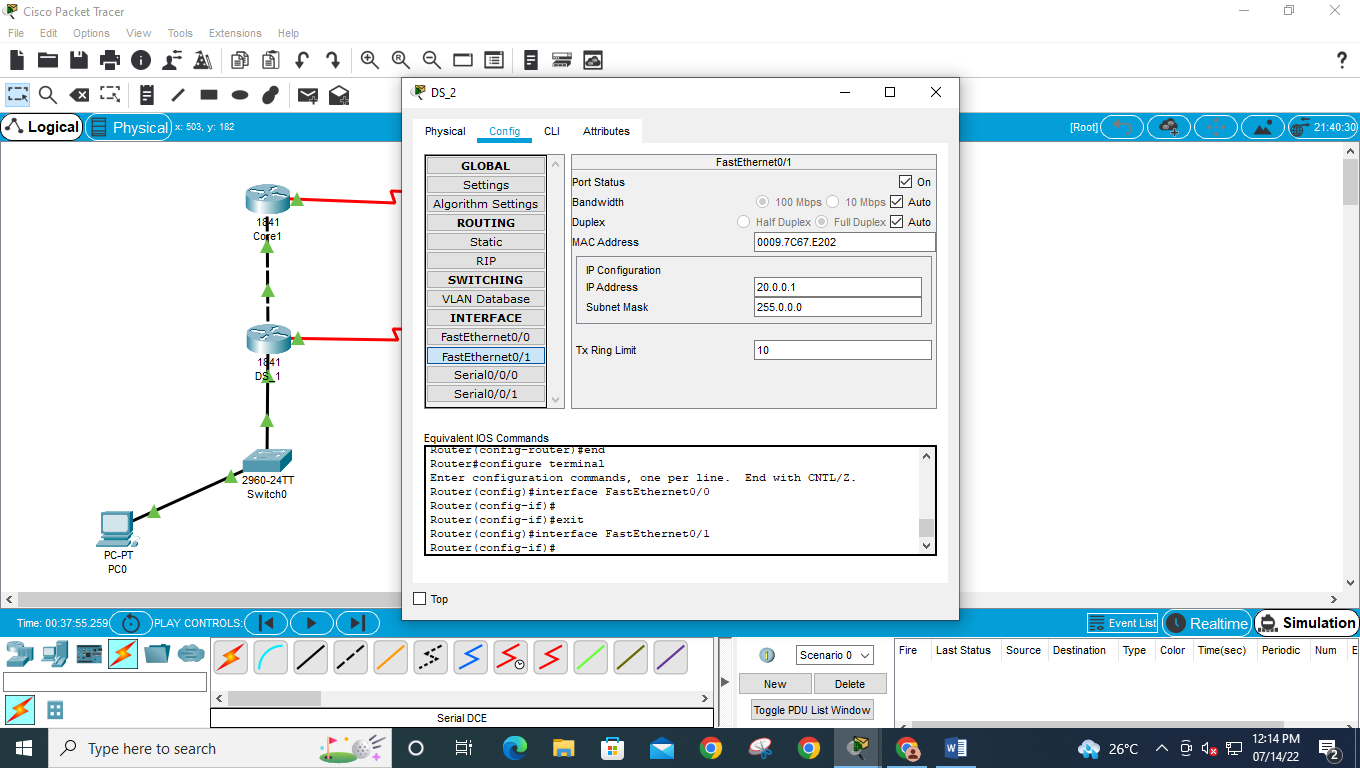 Cisco Packet Tracer
File Edit Options View Tools Extensions Help
?
Logical
Physical
x: 503, y: 182
[Root]
21:40:30
1841
Core1
1841
DS_1
2960-24TT
Switch0
PC-PT
PC0
DS_2
Physical Config CLI Attributes
GLOBAL
Settings
Algorithm Settings
ROUTING
Static
RIP
SWITCHING
VLAN Database
INTERFACE
FastEthernet0/0
FastEthernet0/1
Serial0/0/0
Serial0/0/1
FastEthernet0/1
Port Status On
Bandwidth 100 Mbps 10 Mbps Auto
Duplex Half Duplex Full Duplex Auto
MAC Address 0009.7C67.E202
IP Configuration
IP Address 20.0.0.1
Subnet Mask 255.0.0.0
Tx Ring Limit 10
Equivalent IOS Commands
Router(config-router)#end
Router#configure terminal
Enter configuration commands, one per line. End with CNTL/Z.
Router(config)#interface FastEthernet0/0
Router(config-if)#
Router(config-if)#exit
Router(config)#interface FastEthernet0/1
Router(config-if)#
Top
Time: 00:37:55.259
PLAY CONTROLS:
Event List
Realtime
Simulation
Serial DCE
Scenario 0
New Delete
Toggle PDU List Window
Fire Last Status Source Destination Type Color Time(sec) Periodic Num E
Type here to search
26°C
12:14 PM
07/14/22
2